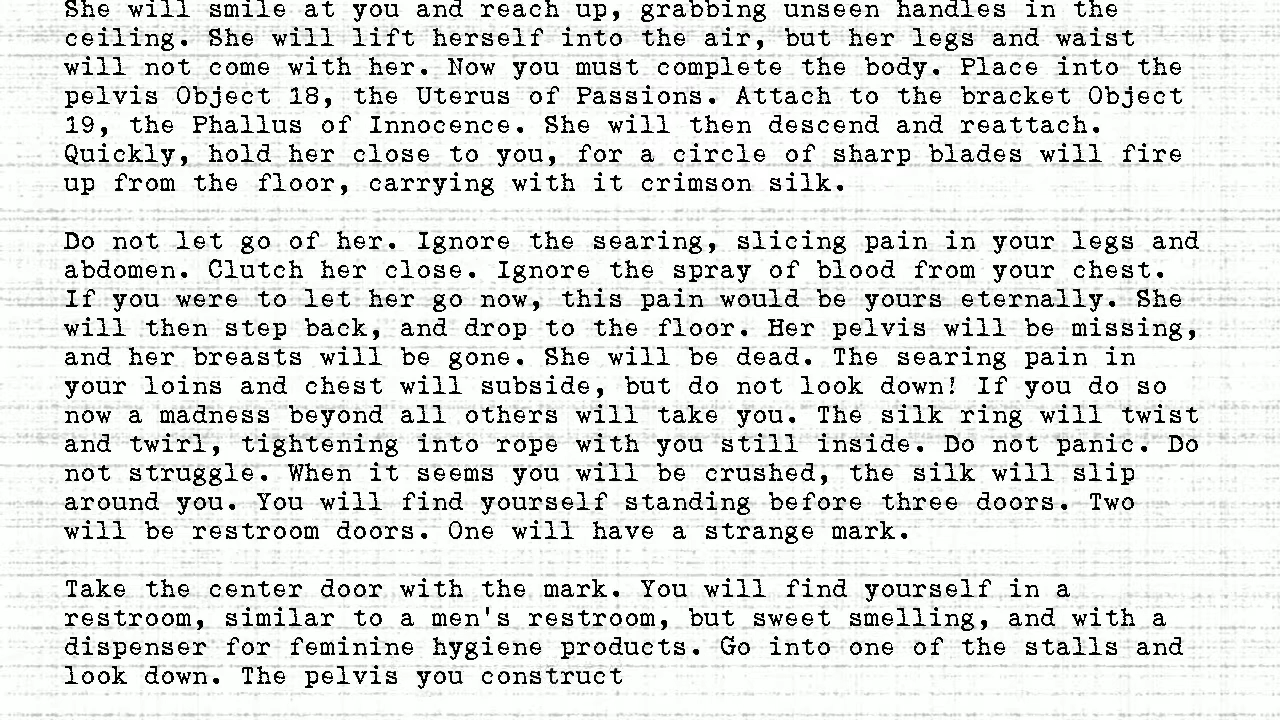 She will smile at you and reach up, grabbing unseen handles in the
ceiling. She will lift herself into the air, but her legs and waist
will not come with her. Now you must complete the body. Place into the
pelvis Object 18, the Uterus of Passions. Attach to the bracket Object
19, the Phallus of Innocence. She will then descend and reattach.
Quickly, hold her close to you, for a circle of sharp blades will fire
up from the floor, carrying with it crimson silk.
Do not let go of her. Ignore the searing, slicing pain in your legs and
abdomen. Clutch her close. Ignore the spray of blood from your chest.
If you were to let her go now, this pain would be yours eternally. She
will then step back, and drop to the floor. Her pelvis will be missing,
and her breasts will be gone. She will be dead. The searing pain in
your loins and chest will subside, but do not look down! If you do so
now a madness beyond all others will take you. The silk ring will twist
and twirl, tightening into rope with you still inside. Do not panic. Do
not struggle. When it seems you will be crushed, the silk will slip
around you. You will find yourself standing before three doors. Two
will be restroom doors. One will have a strange mark.
Take the center door with the mark. You will find yourself in a
restroom, similar to a men's restroom, but sweet smelling, and with a
dispenser for feminine hygiene products. Go into one of the stalls and
look down. The pelvis you construct